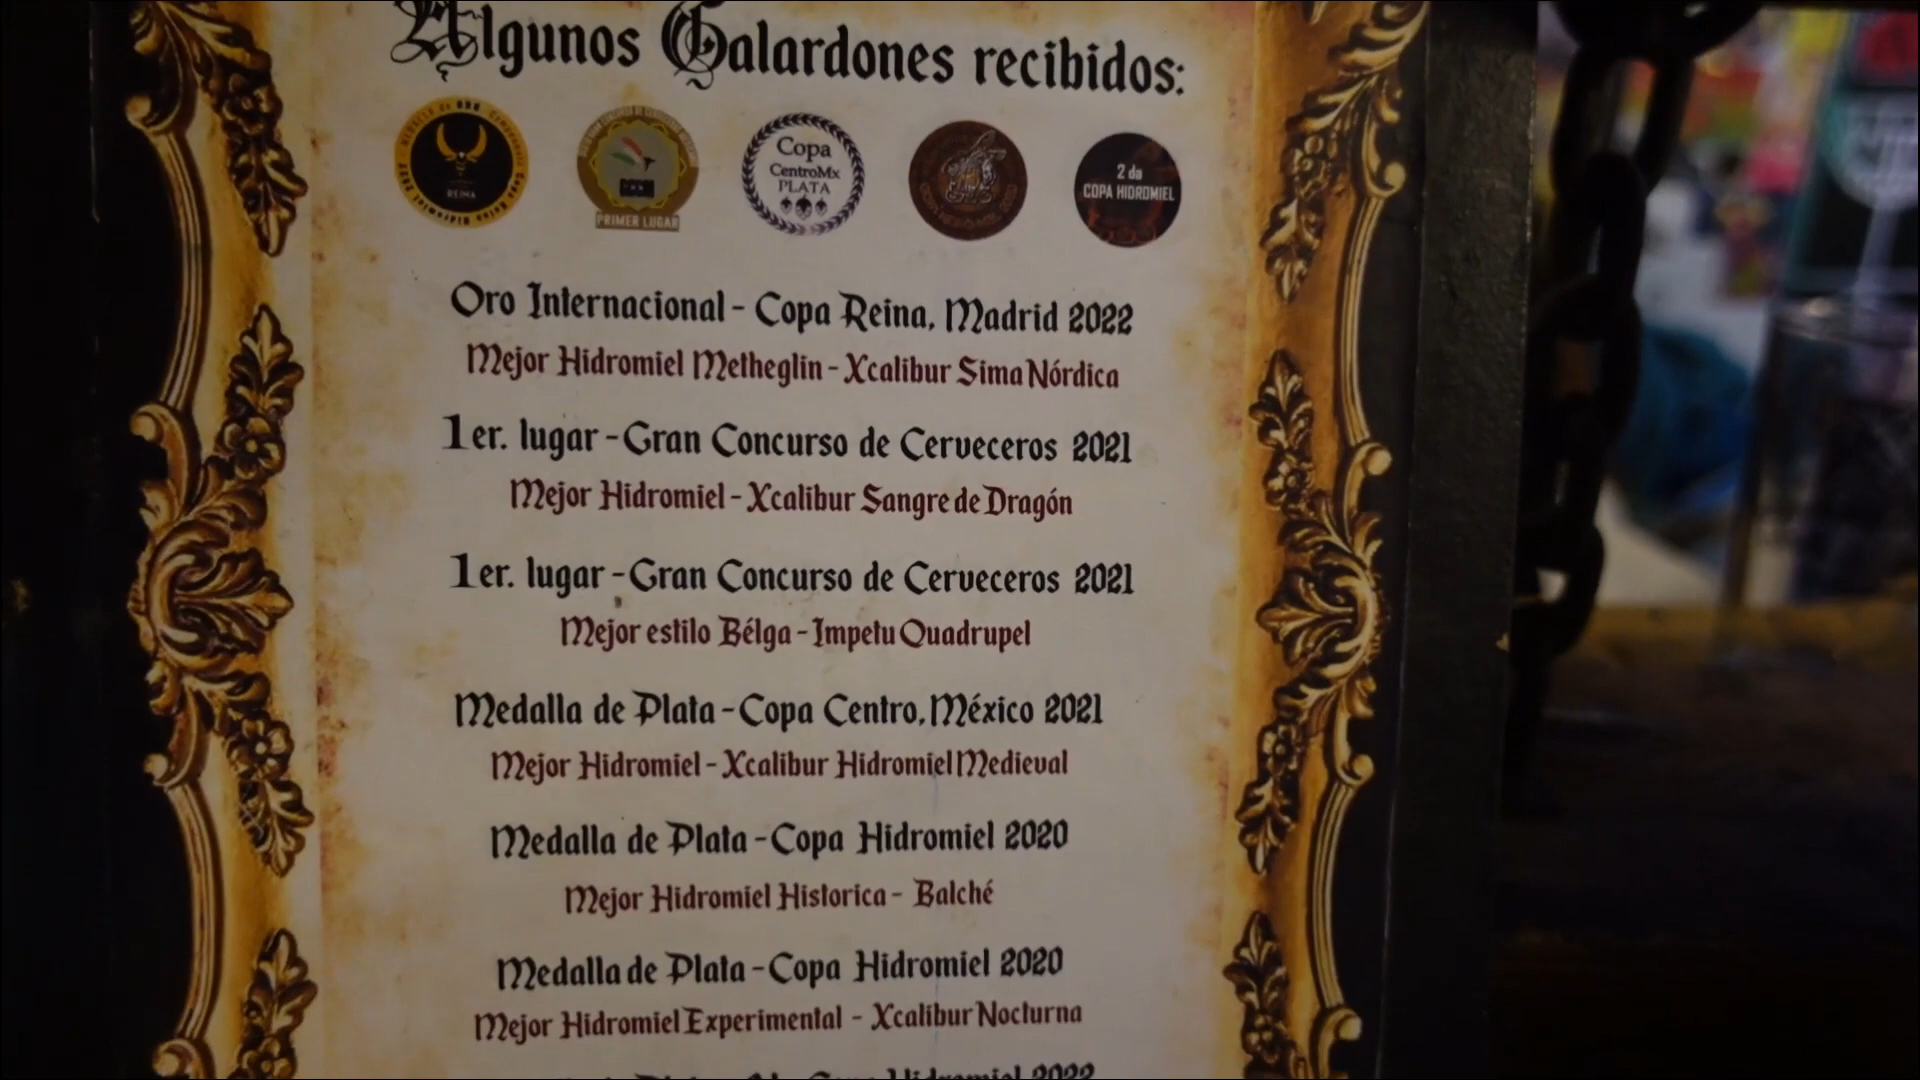 Algunos Galardones recibidos:
REINA
PRIMER LUGAR
Copa
CentroMx
PLATA
2 da
COPA HIDROMIEL
Oro Internacional - Copa Reina, Madrid 2022
Mejor Hidromiel Metheglin - Xcalibur Sima Nórdica
1er. lugar - Gran Concurso de Cerveceros 2021
Mejor Hidromiel - Xcalibur Sangre de Dragón
1er. lugar - Gran Concurso de Cerveceros 2021
Mejor estilo Bélga - Impetu Quadrupel
Medalla de Plata - Copa Centro, México 2021
Mejor Hidromiel - Xcalibur Hidromiel Medieval
Medalla de Plata - Copa Hidromiel 2020
Mejor Hidromiel Historica - Balché
Medalla de Plata - Copa Hidromiel 2020
Mejor Hidromiel Experimental - Xcalibur Nocturna
Hidromiel 2022